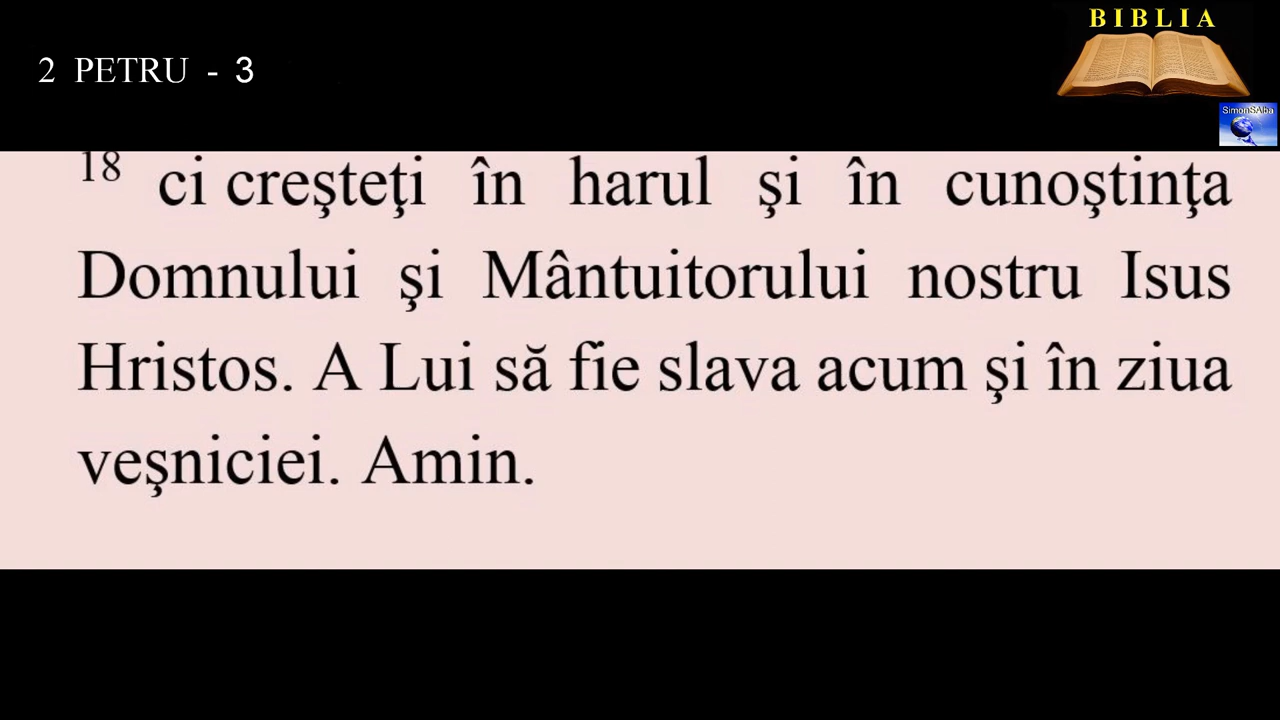 BIBLIA
2 PETRU - 3
SimonSAlba
18 ci creşteţi în harul şi în cunoştinţa
Domnului şi Mântuitorului nostru Isus
Hristos. A Lui să fie slava acum şi în ziua
veşniciei. Amin.